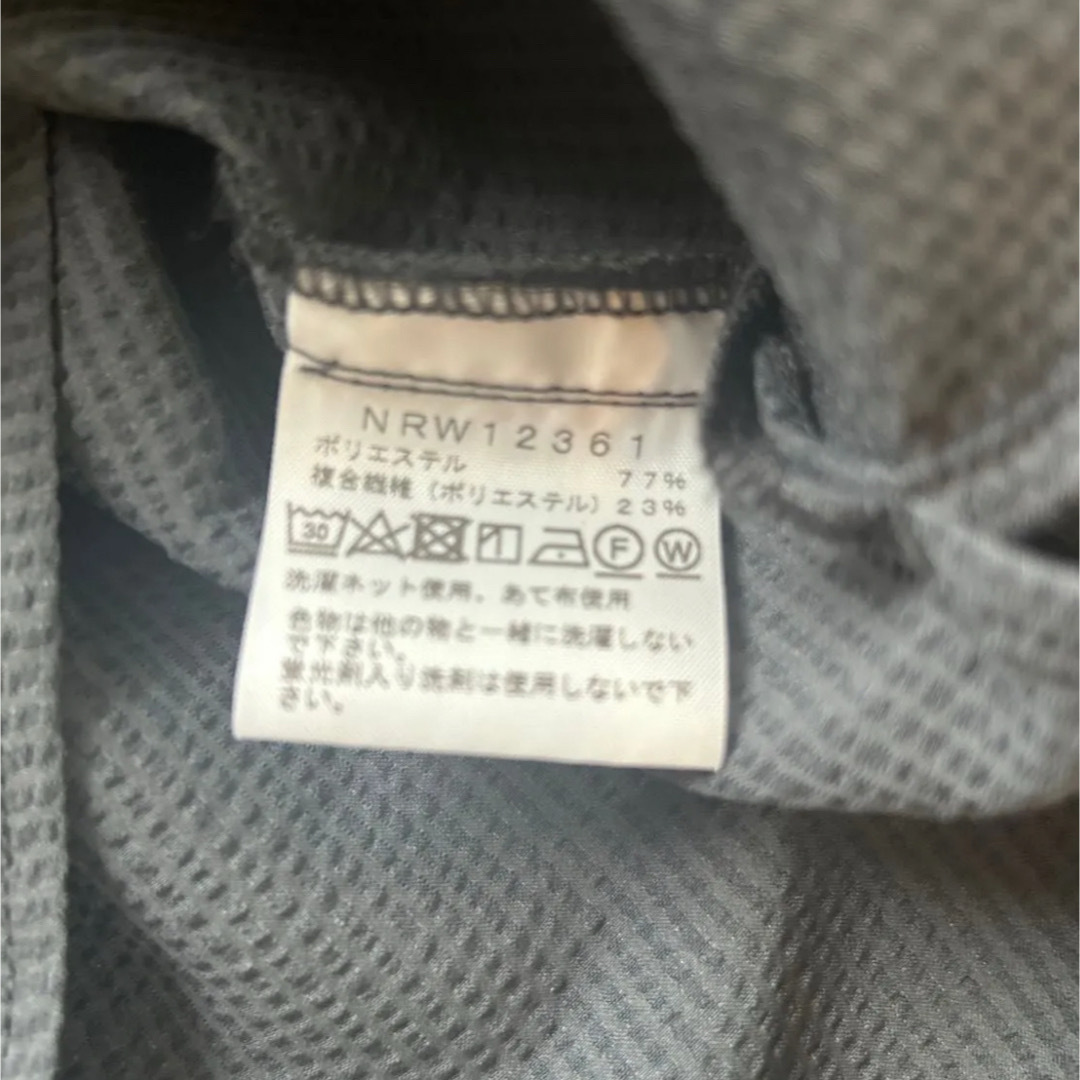 NRW12361
ポリエステル 77%
複合繊維(ポリエステル)23%
30 F W
洗濯ネット使用。あて布使用
色物は他の物と一緒に洗濯しない
で下さい。
蛍光剤入り洗剤は使用しないで下
さい。